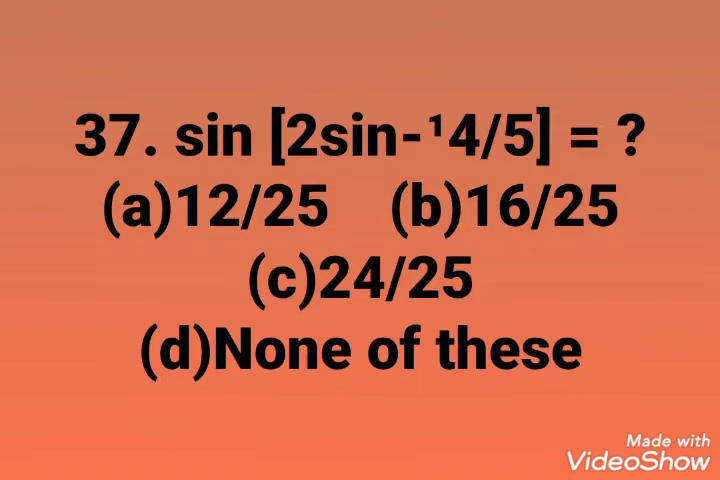 37. sin [2sin-¹4/5] = ?
(a)12/25 (b)16/25
(c)24/25
(d)None of these
Made with
VideoShow